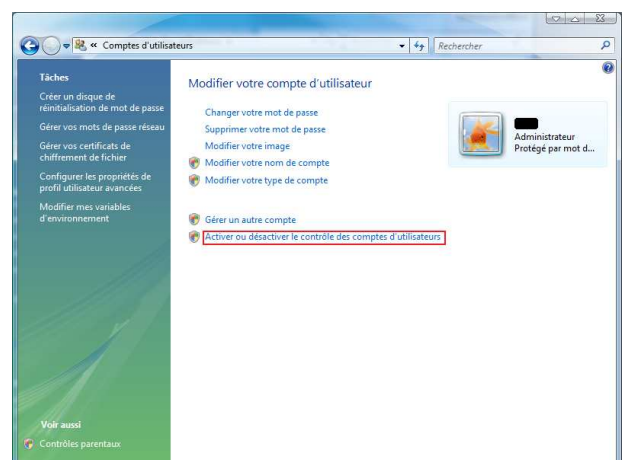 « Comptes d'utilisateurs
Rechercher
Tâches
Créer un disque de
réinitialisation de mot de passe
Gérer vos mots de passe réseau
Gérer vos certificats de
chiffrement de fichier
Configurer les propriétés de
profil utilisateur avancées
Modifier mes variables
d'environnement
Voir aussi
Contrôles parentaux
Modifier votre compte d'utilisateur
Changer votre mot de passe
Supprimer votre mot de passe
Modifier votre image
Modifier votre nom de compte
Modifier votre type de compte
Gérer un autre compte
Activer ou désactiver le contrôle des comptes d'utilisateurs
Administrateur
Protégé par mot d...